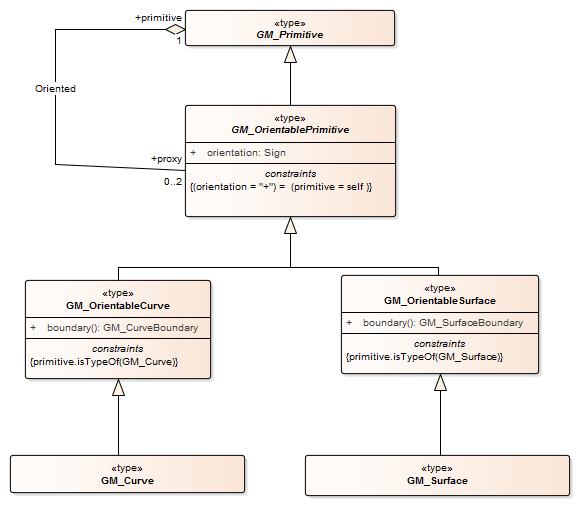 +primitive
«type»
GM_Primitive
1
Oriented
«type»
GM_OrientablePrimitive
+ orientation: Sign
constraints
{(orientation = "+") = (primitive = self )}
+proxy
0..2
«type»
GM_OrientableCurve
+ boundary(): GM_CurveBoundary
constraints
{primitive.isTypeOf(GM_Curve)}
«type»
GM_OrientableSurface
+ boundary(): GM_SurfaceBoundary
constraints
{primitive.isTypeOf(GM_Surface)}
«type»
GM_Curve
«type»
GM_Surface